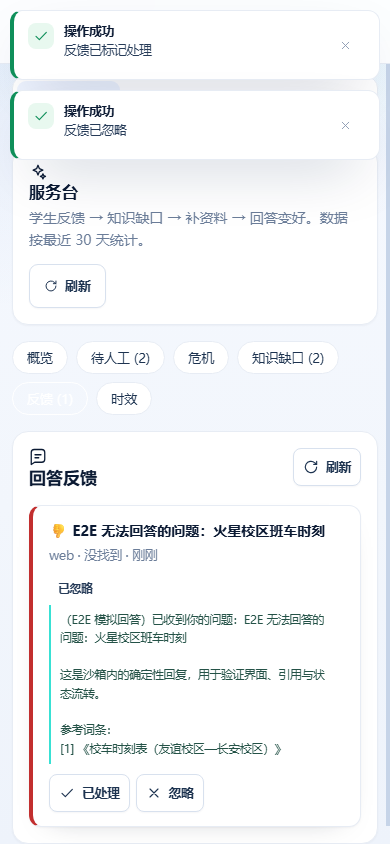 操作成功
反馈已标记处理
操作成功
反馈已忽略
服务台
学生反馈 → 知识缺口 → 补资料 → 回答变好。数据
按最近 30 天统计。
刷新
概览
待人工 (2)
危机
知识缺口 (2)
反馈 (1)
时效
回答反馈
刷新
👎 E2E 无法回答的问题：火星校区班车时刻
web · 没找到 · 刚刚
已忽略
（E2E 模拟回答）已收到你的问题：E2E 无法回答的
问题：火星校区班车时刻
这是沙箱内的确定性回复，用于验证界面、引用与状
态流转。
参考词条：
[1] 《校车时刻表（友谊校区—长安校区）》
已处理
忽略